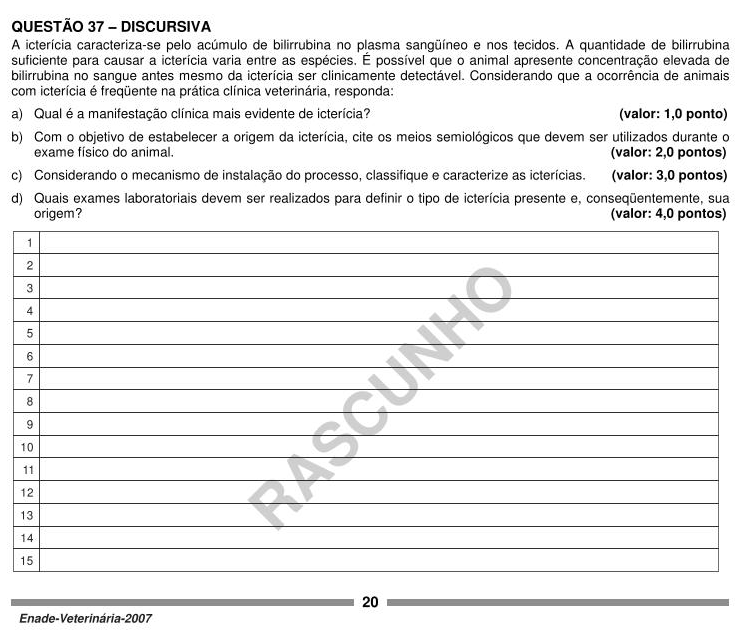 QUESTÃO 37 – DISCURSIVA
A icterícia caracteriza-se pelo acúmulo de bilirrubina no plasma sangüíneo e nos tecidos. A quantidade de bilirrubina
suficiente para causar a icterícia varia entre as espécies. É possível que o animal apresente concentração elevada de
bilirrubina no sangue antes mesmo da icterícia ser clinicamente detectável. Considerando que a ocorrência de animais
com icterícia é freqüente na prática clínica veterinária, responda:
a) Qual é a manifestação clínica mais evidente de icterícia? (valor: 1,0 ponto)
b) Com o objetivo de estabelecer a origem da icterícia, cite os meios semiológicos que devem ser utilizados durante o
exame físico do animal. (valor: 2,0 pontos)
c) Considerando o mecanismo de instalação do processo, classifique e caracterize as icterícias. (valor: 3,0 pontos)
d) Quais exames laboratoriais devem ser realizados para definir o tipo de icterícia presente e, conseqüentemente, sua
origem? (valor: 4,0 pontos)
1
2
3
4
5
6
7
8
9
10
11
12
13
14
15
RASCUNHO
20
Enade-Veterinária-2007